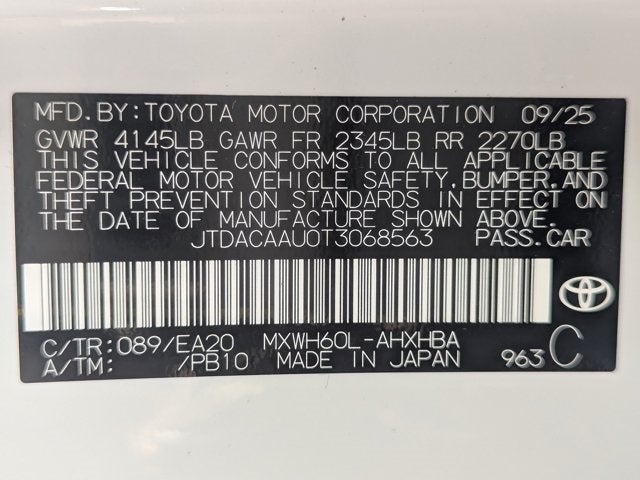 MFD.BY:TOYOTA MOTOR CORPORATION 09/25
GVWR 4145LB GAWR FR 2345LB RR 2270LB
THIS VEHICLE CONFORMS TO ALL APPLICABLE
FEDERAL MOTOR VEHICLE SAFETY,BUMPER,AND
THEFT PREVENTION STANDARDS IN EFFECT ON
THE DATE OF MANUFACTURE SHOWN ABOVE.
JTDACAAU0T3068563 PASS.CAR
C/TR:089/EA20 MXWH60L-AHXHBA
A/TM: /PB10 MADE IN JAPAN 963 C